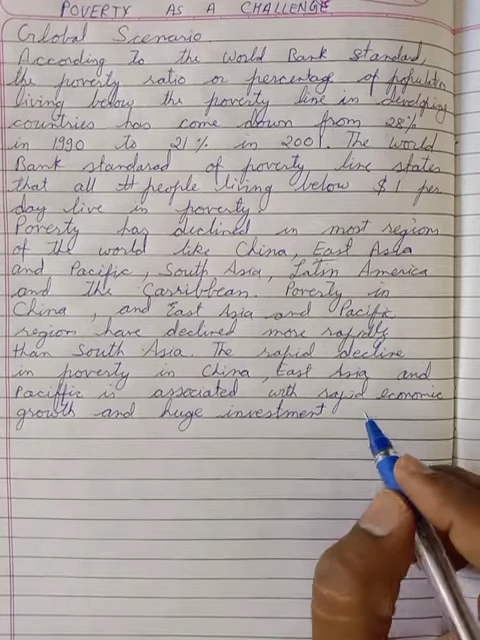 POVERTY AS A CHALLENGE
Global Scenario
According to the World Bank standard,
the poverty ratio or percentage of population
living below the poverty line in developing
countries has come down from 28%
in 1990 to 21% in 2001. The World
Bank standarad of poverty line states
that all people living below $1 per
day live in poverty.
Poverty has declined in most region
of the world like China, East Asia
and Pacific, South Asia, Latin America
and the Carribbean. Poverty in
China, and East Asia and Pacific
region have declined more rapidly
than South Asia. The rapid decline
in poverty in China, East Asia and
Paciffic is associated with rapid economic
growth and huge investment